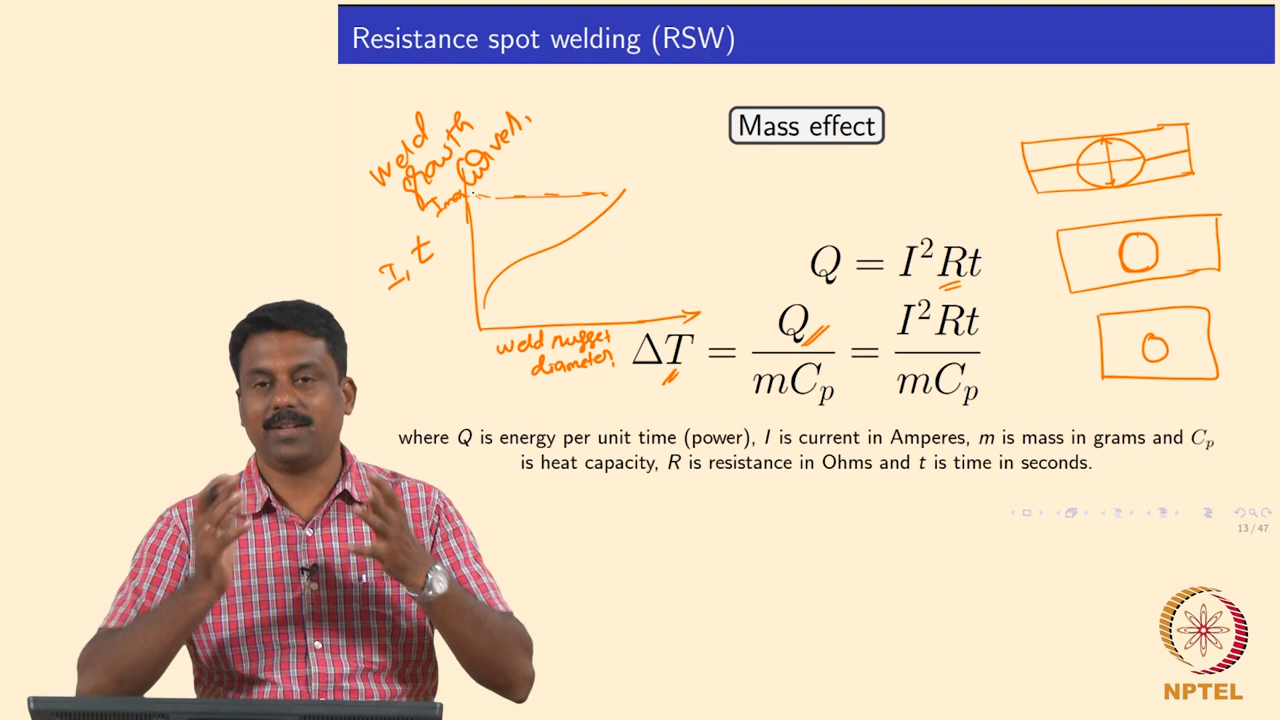 Resistance spot welding (RSW)
Mass effect
weld
growth
curves,
Imax
I, t
weld nugget
diameter,
Q = I²Rt
ΔT = Q/mCp = I²Rt/mCp
where Q is energy per unit time (power), I is current in Amperes, m is mass in grams and Cp
is heat capacity, R is resistance in Ohms and t is time in seconds.
13 / 47
NPTEL